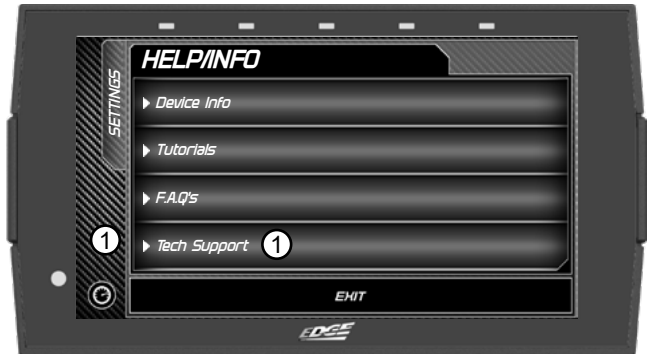 HELP/INFO
SETTINGS
Device Info
Tutorials
F.A.Q's
1
Tech Support 1
EXIT
EDGE